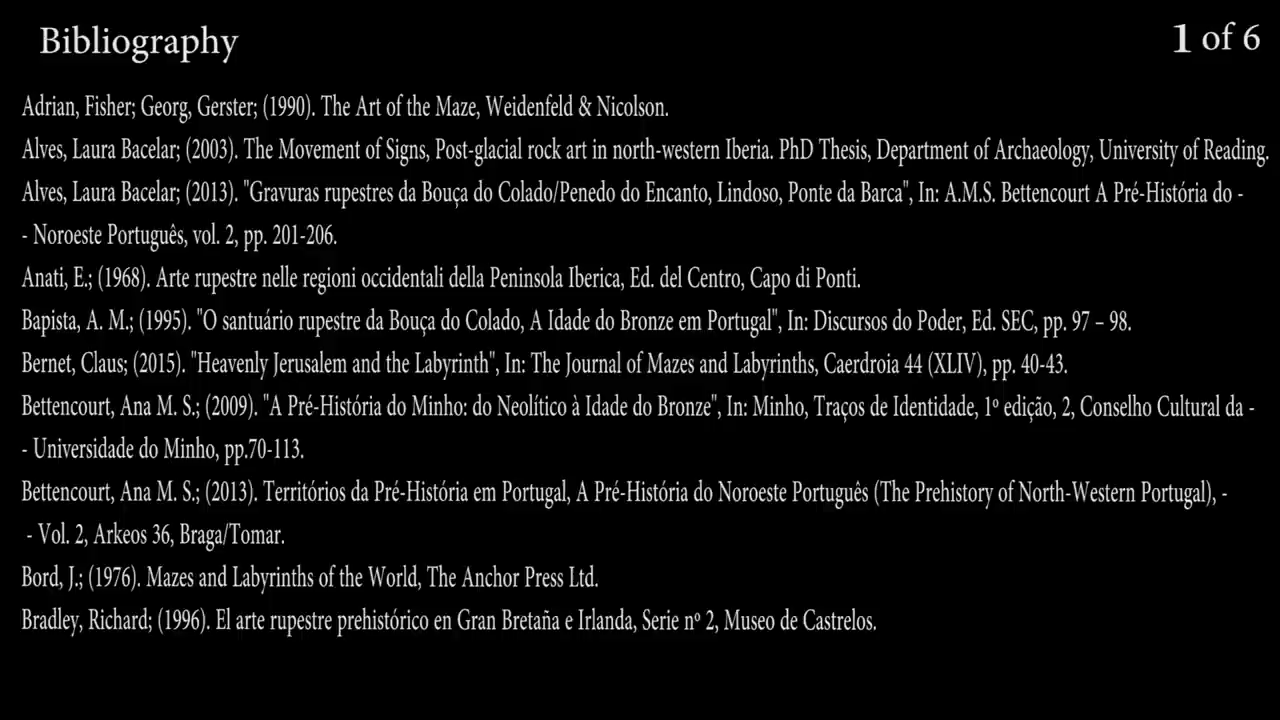 Bibliography
1 of 6
Adrian, Fisher; Georg, Gerster; (1990). The Art of the Maze, Weidenfeld & Nicolson.
Alves, Laura Bacelar; (2003). The Movement of Signs, Post-glacial rock art in north-western Iberia. PhD Thesis, Department of Archaeology, University of Reading.
Alves, Laura Bacelar; (2013). "Gravuras rupestres da Bouça do Colado/Penedo do Encanto, Lindoso, Ponte da Barca", In: A.M.S. Bettencourt A Pré-História do -
- Noroeste Português, vol. 2, pp. 201-206.
Anati, E.; (1968). Arte rupestre nelle regioni occidentali della Peninsola Iberica, Ed. del Centro, Capo di Ponti.
Bapista, A. M.; (1995). "O santuário rupestre da Bouça do Colado, A Idade do Bronze em Portugal", In: Discursos do Poder, Ed. SEC, pp. 97 – 98.
Bernet, Claus; (2015). "Heavenly Jerusalem and the Labyrinth", In: The Journal of Mazes and Labyrinths, Caerdroia 44 (XLIV), pp. 40-43.
Bettencourt, Ana M. S.; (2009). "A Pré-História do Minho: do Neolítico à Idade do Bronze", In: Minho, Traços de Identidade, 1º edição, 2, Conselho Cultural da -
- Universidade do Minho, pp.70-113.
Bettencourt, Ana M. S.; (2013). Territórios da Pré-História em Portugal, A Pré-História do Noroeste Português (The Prehistory of North-Western Portugal), -
- Vol. 2, Arkeos 36, Braga/Tomar.
Bord, J.; (1976). Mazes and Labyrinths of the World, The Anchor Press Ltd.
Bradley, Richard; (1996). El arte rupestre prehistórico en Gran Bretaña e Irlanda, Serie nº 2, Museo de Castrelos.